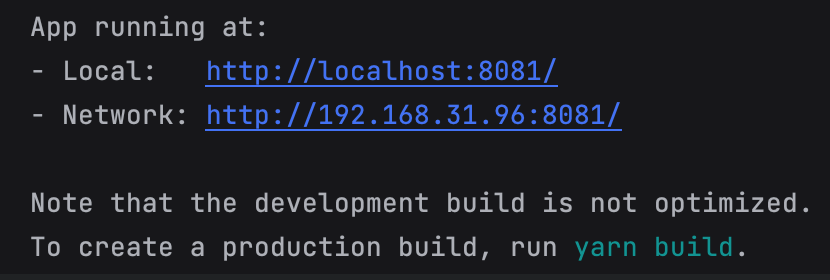 App running at:
- Local:   http://localhost:8081/
- Network: http://192.168.31.96:8081/
Note that the development build is not optimized.
To create a production build, run yarn build.